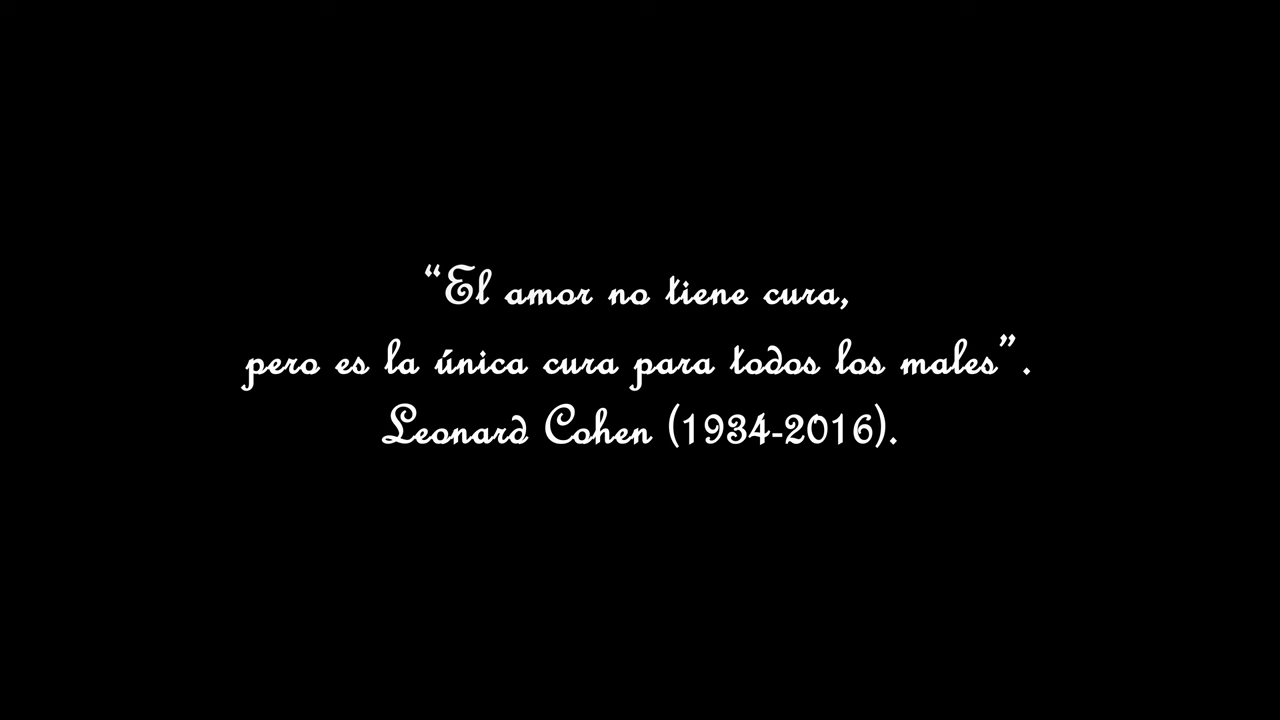 “El amor no tiene cura,
pero es la única cura para todos los males”.
Leonard Cohen (1934-2016).